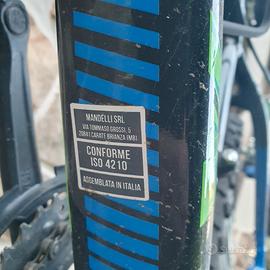 MANDELLI SRL
VIA TOMMASO GROSSI, 5
20841 CARATE BRIANZA (MB)
CONFORME
ISO 4210
ASSEMBLATA IN ITALIA